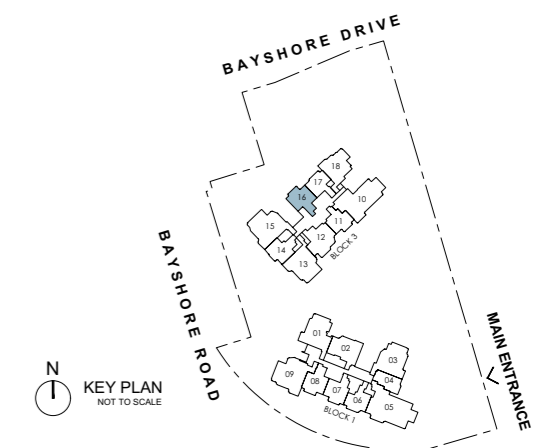 BAYSHORE DRIVE
18
17
16
10
11
15
12
14
13
BLOCK 3
BAYSHORE ROAD
MAIN ENTRANCE
01
02
03
09
08
07
04
06
05
BLOCK 1
N
KEY PLAN
NOT TO SCALE